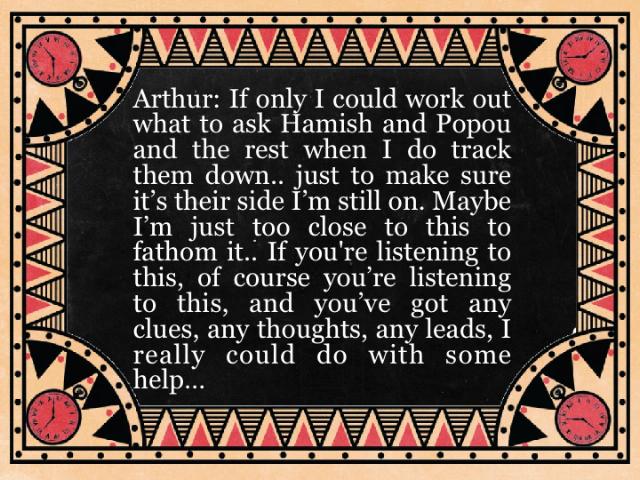 Arthur: If only I could work out
what to ask Hamish and Popou
and the rest when I do track
them down.. just to make sure
it’s their side I’m still on. Maybe
I’m just too close to this to
fathom it.. If you're listening to
this, of course you’re listening
to this, and you’ve got any
clues, any thoughts, any leads, I
really could do with some
help...